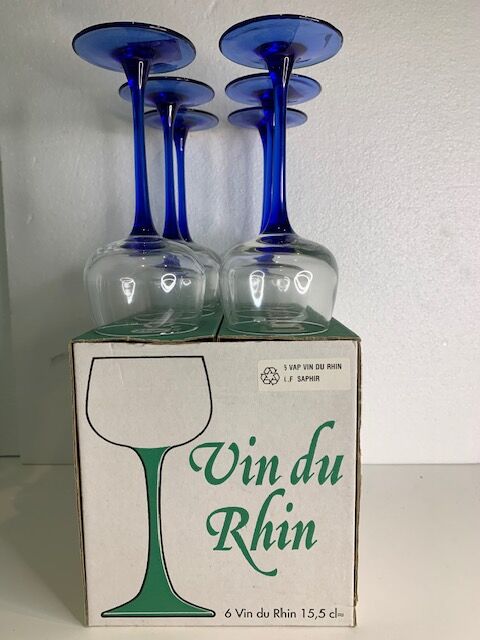 5 VAP VIN DU RHIN
L.F SAPHIR
Vin du
Rhin
6 Vin du Rhin 15,5 cl≈